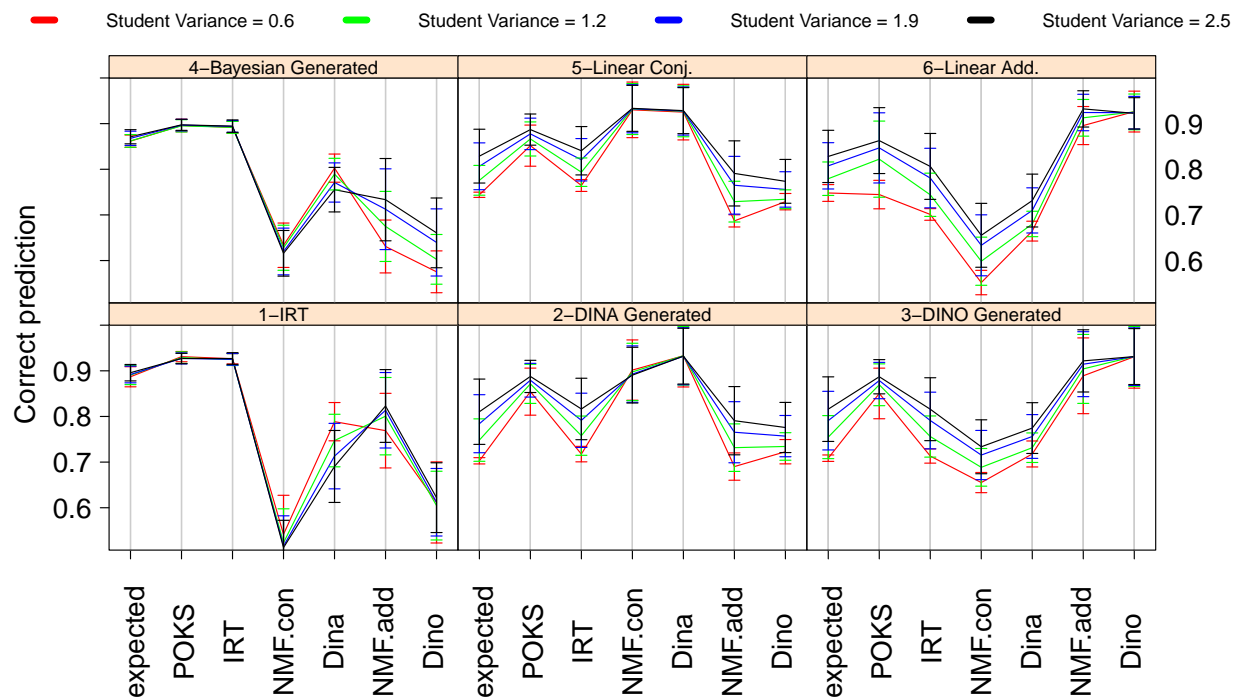 Student Variance = 0.6 Student Variance = 1.2 Student Variance = 1.9 Student Variance = 2.5
4−Bayesian Generated 5−Linear Conj. 6−Linear Add.
0.9
0.8
0.7
0.6
Correct prediction
1−IRT 2−DINA Generated 3−DINO Generated
0.9
0.8
0.7
0.6
expected POKS IRT NMF.con Dina NMF.add Dino expected POKS IRT NMF.con Dina NMF.add Dino expected POKS IRT NMF.con Dina NMF.add Dino